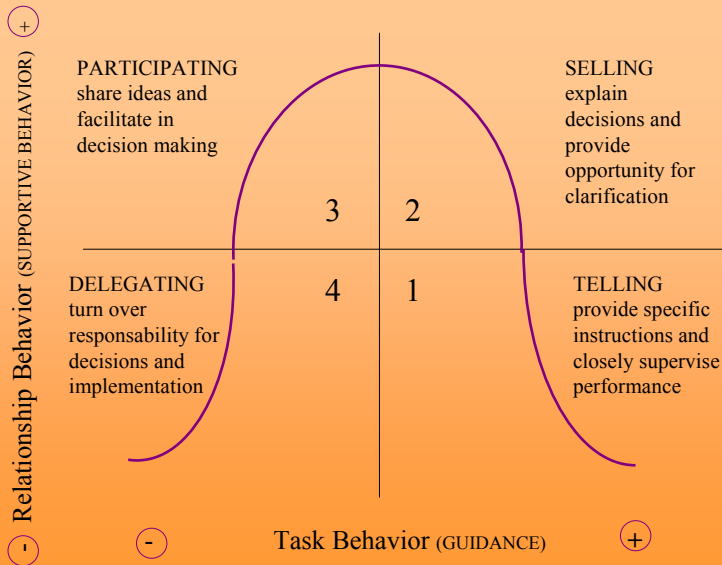 +
Relationship Behavior (SUPPORTIVE BEHAVIOR)
-
PARTICIPATING
share ideas and
facilitate in
decision making
SELLING
explain
decisions and
provide
opportunity for
clarification
3
2
DELEGATING
turn over
responsability for
decisions and
implementation
4
1
TELLING
provide specific
instructions and
closely supervise
performance
-
Task Behavior (GUIDANCE)
+